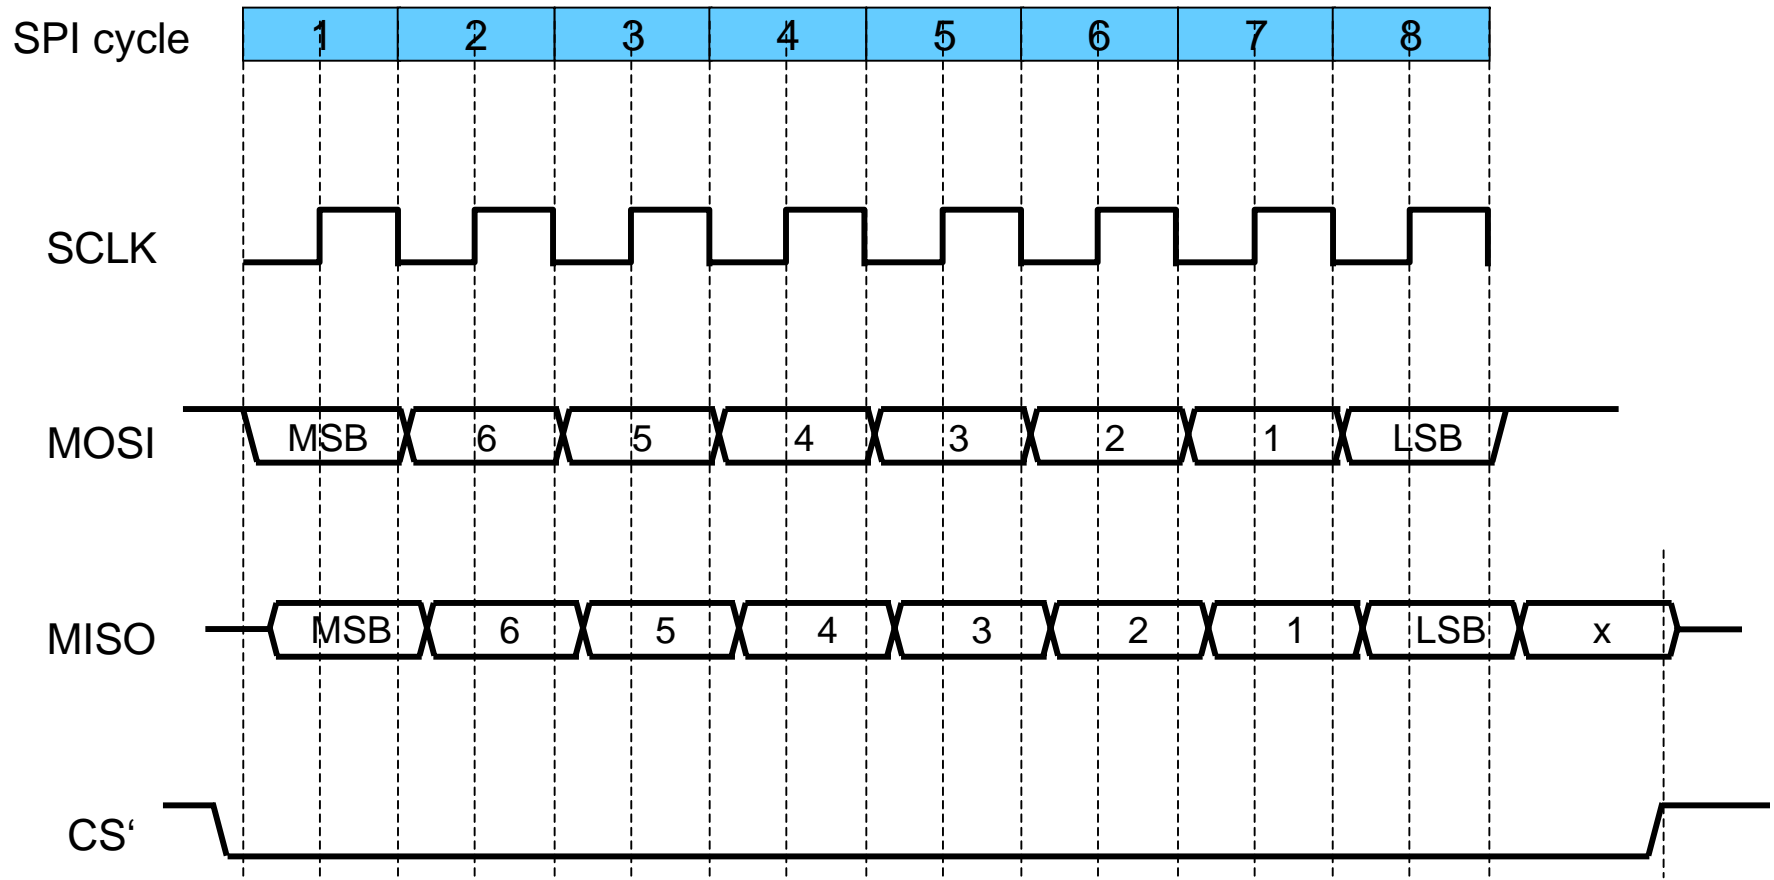 SPI cycle 1 2 3 4 5 6 7 8
SCLK
MOSI MSB 6 5 4 3 2 1 LSB
MISO MSB 6 5 4 3 2 1 LSB x
CS‘